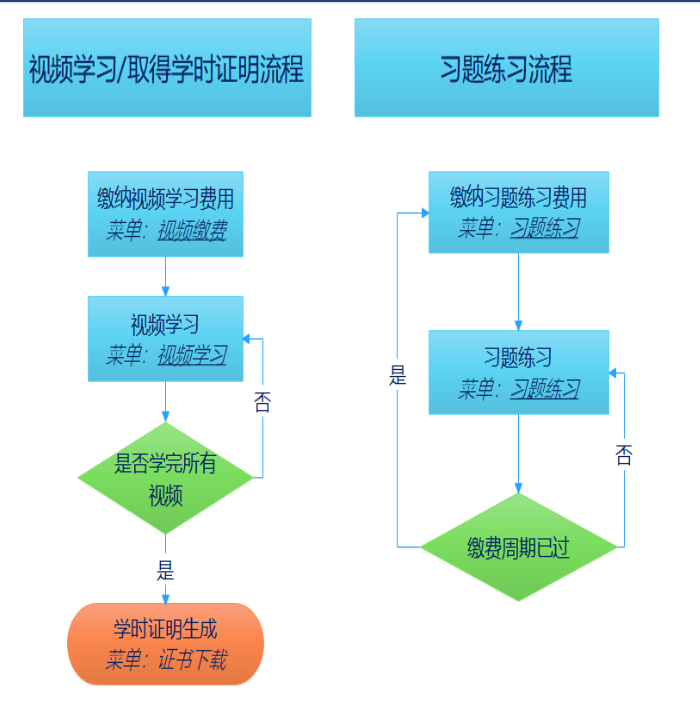 视频学习/取得学时证明流程
缴纳视频学习费用
菜单：视频缴费
视频学习
菜单：视频学习
否
是否学完所有
视频
是
学时证明生成
菜单：证书下载
习题练习流程
缴纳习题练习费用
菜单：习题练习
习题练习
菜单：习题练习
是
否
缴费周期已过